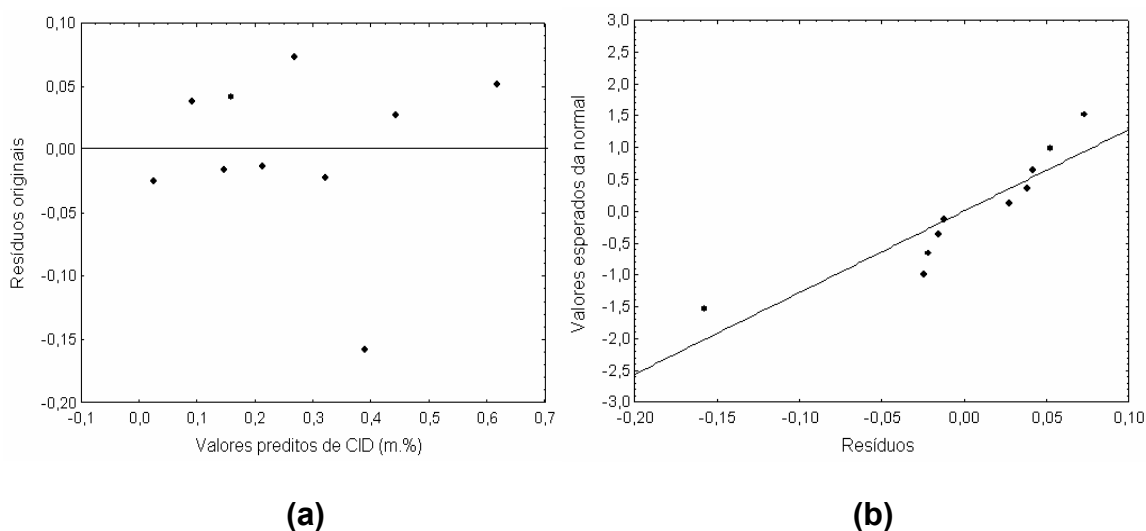 Resíduos originais
0,10
0,05
0,00
-0,05
-0,10
-0,15
-0,20
-0,1 0,0 0,1 0,2 0,3 0,4 0,5 0,6 0,7
Valores preditos de CID (m.%)
(a)
Valores esperados da normal
3,0
2,5
2,0
1,5
1,0
0,5
0,0
-0,5
-1,0
-1,5
-2,0
-2,5
-3,0
-0,20 -0,15 -0,10 -0,05 0,00 0,05 0,10
Resíduos
(b)